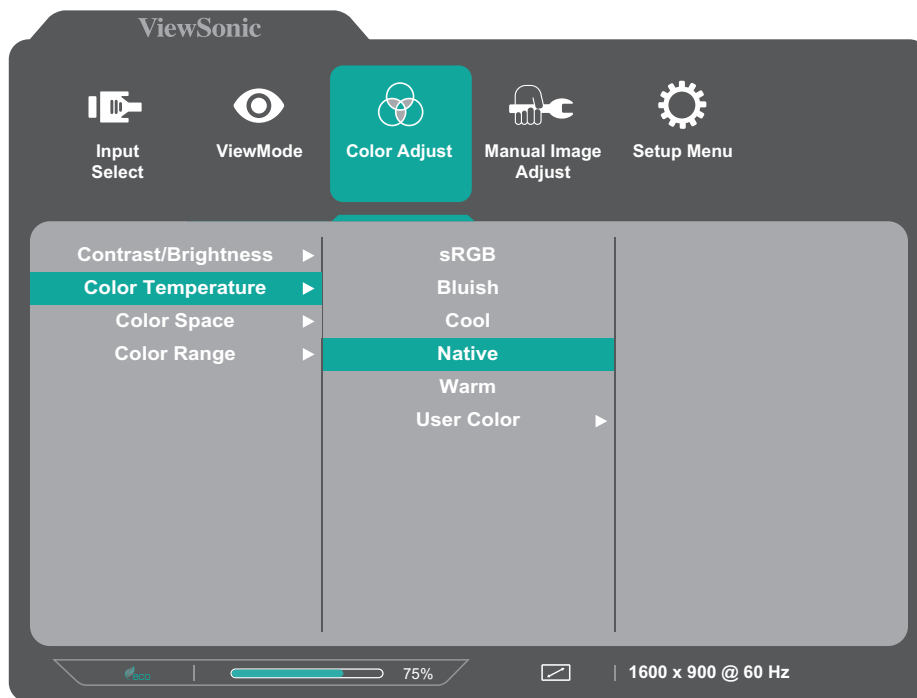 ViewSonic
Input
Select
ViewMode
Color Adjust
Manual Image
Adjust
Setup Menu
Contrast/Brightness
Color Temperature
Color Space
Color Range
sRGB
Bluish
Cool
Native
Warm
User Color
eco
75%
1600 x 900 @ 60 Hz